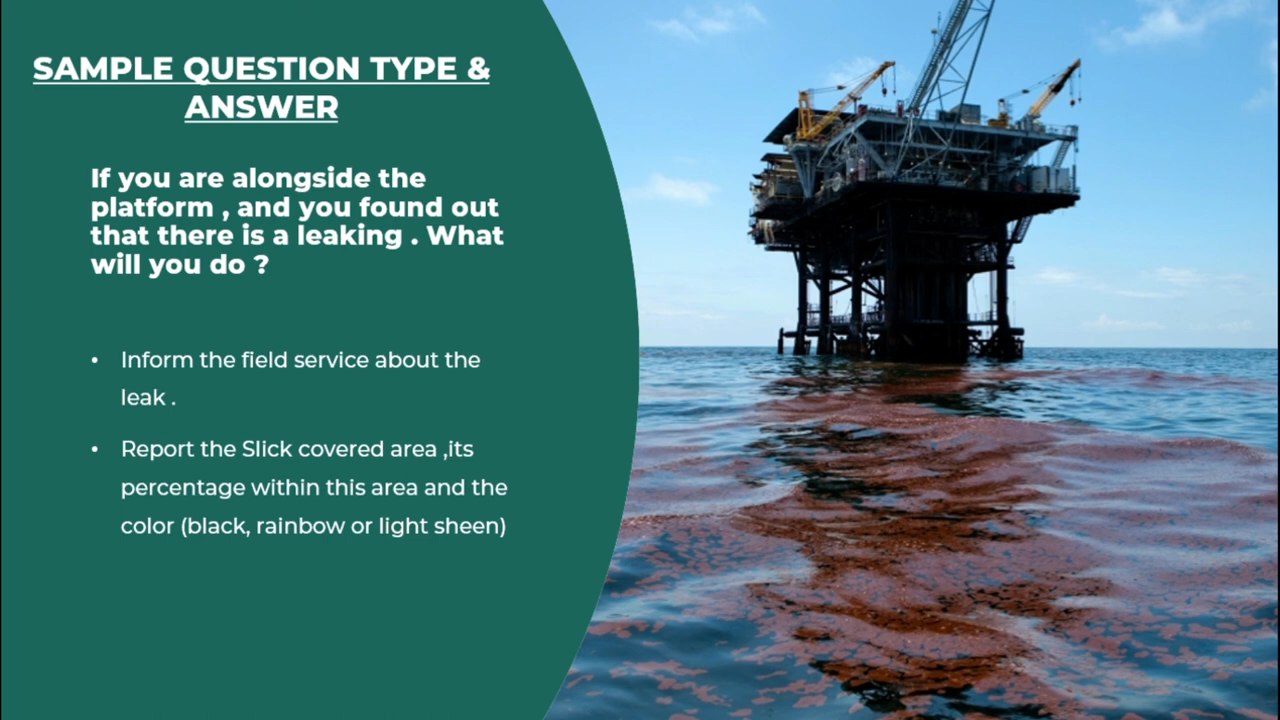 SAMPLE QUESTION TYPE &
ANSWER
If you are alongside the
platform , and you found out
that there is a leaking . What
will you do ?
• Inform the field service about the
leak .
• Report the Slick covered area ,its
percentage within this area and the
color (black, rainbow or light sheen)